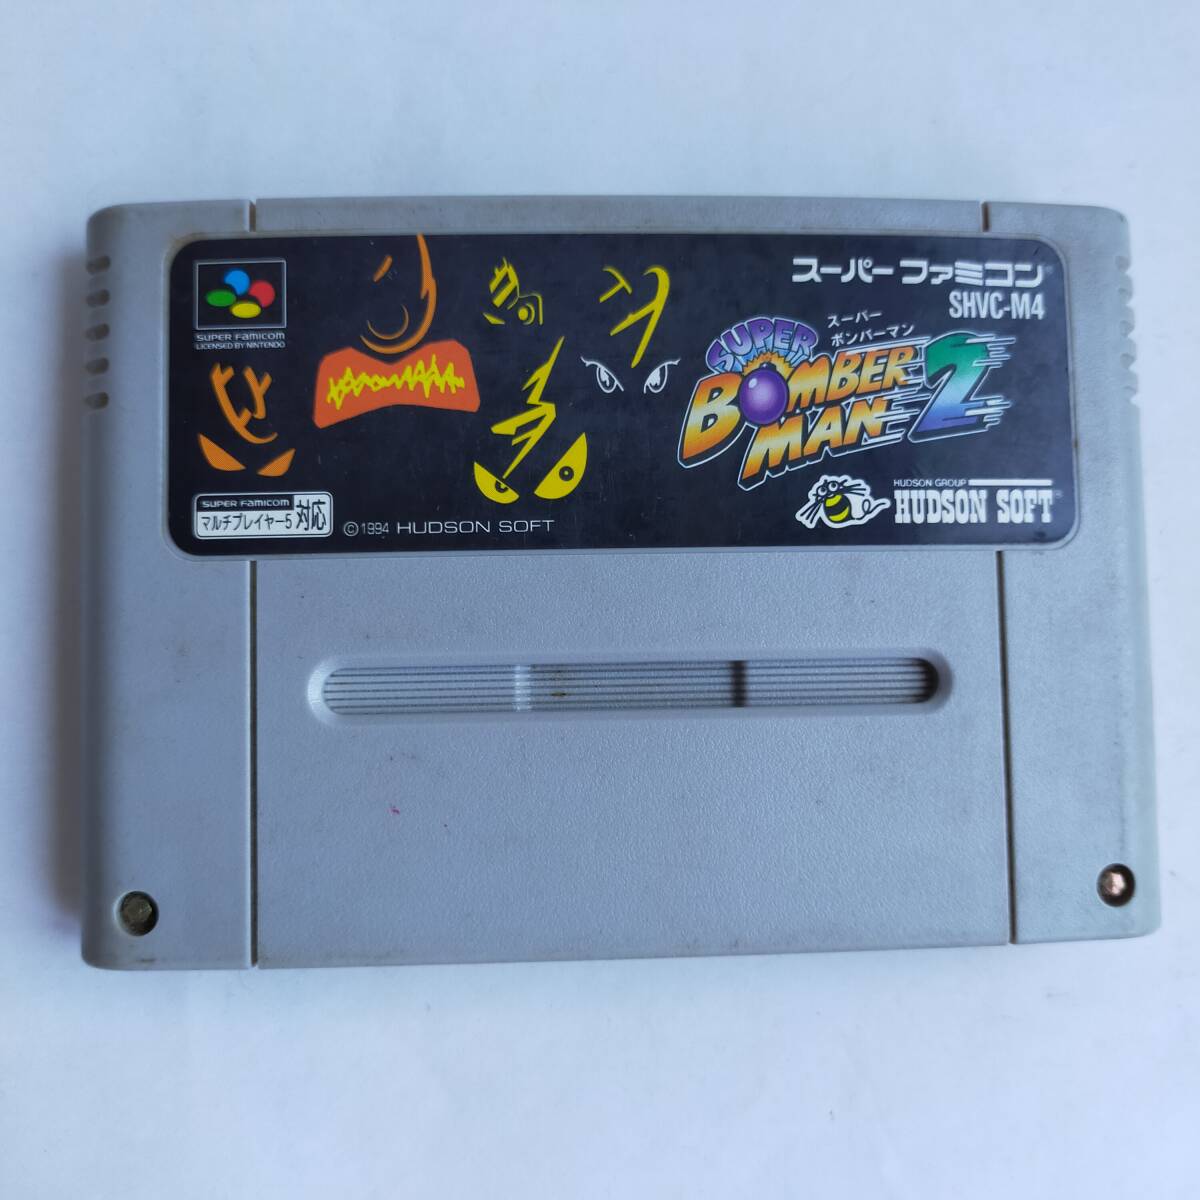 SUPER FAMICOM
LICENSED BY NINTENDO
スーパーファミコン
SHVC-M4
スーパー
ボンバーマン
SUPER
BOMBER
MAN 2
HUDSON GROUP
HUDSON SOFT
SUPER FAMICOM
マルチプレイヤー5 対応
©1994 HUDSON SOFT